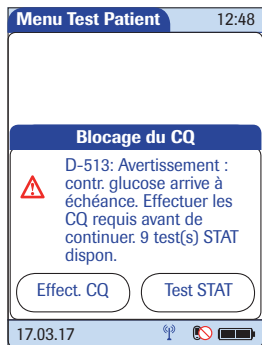 Menu Test Patient 12:48
Blocage du CQ
D-513: Avertissement :
contr. glucose arrive à
échéance. Effectuer les
CQ requis avant de
continuer. 9 test(s) STAT
dispon.
Effect. CQ Test STAT
17.03.17